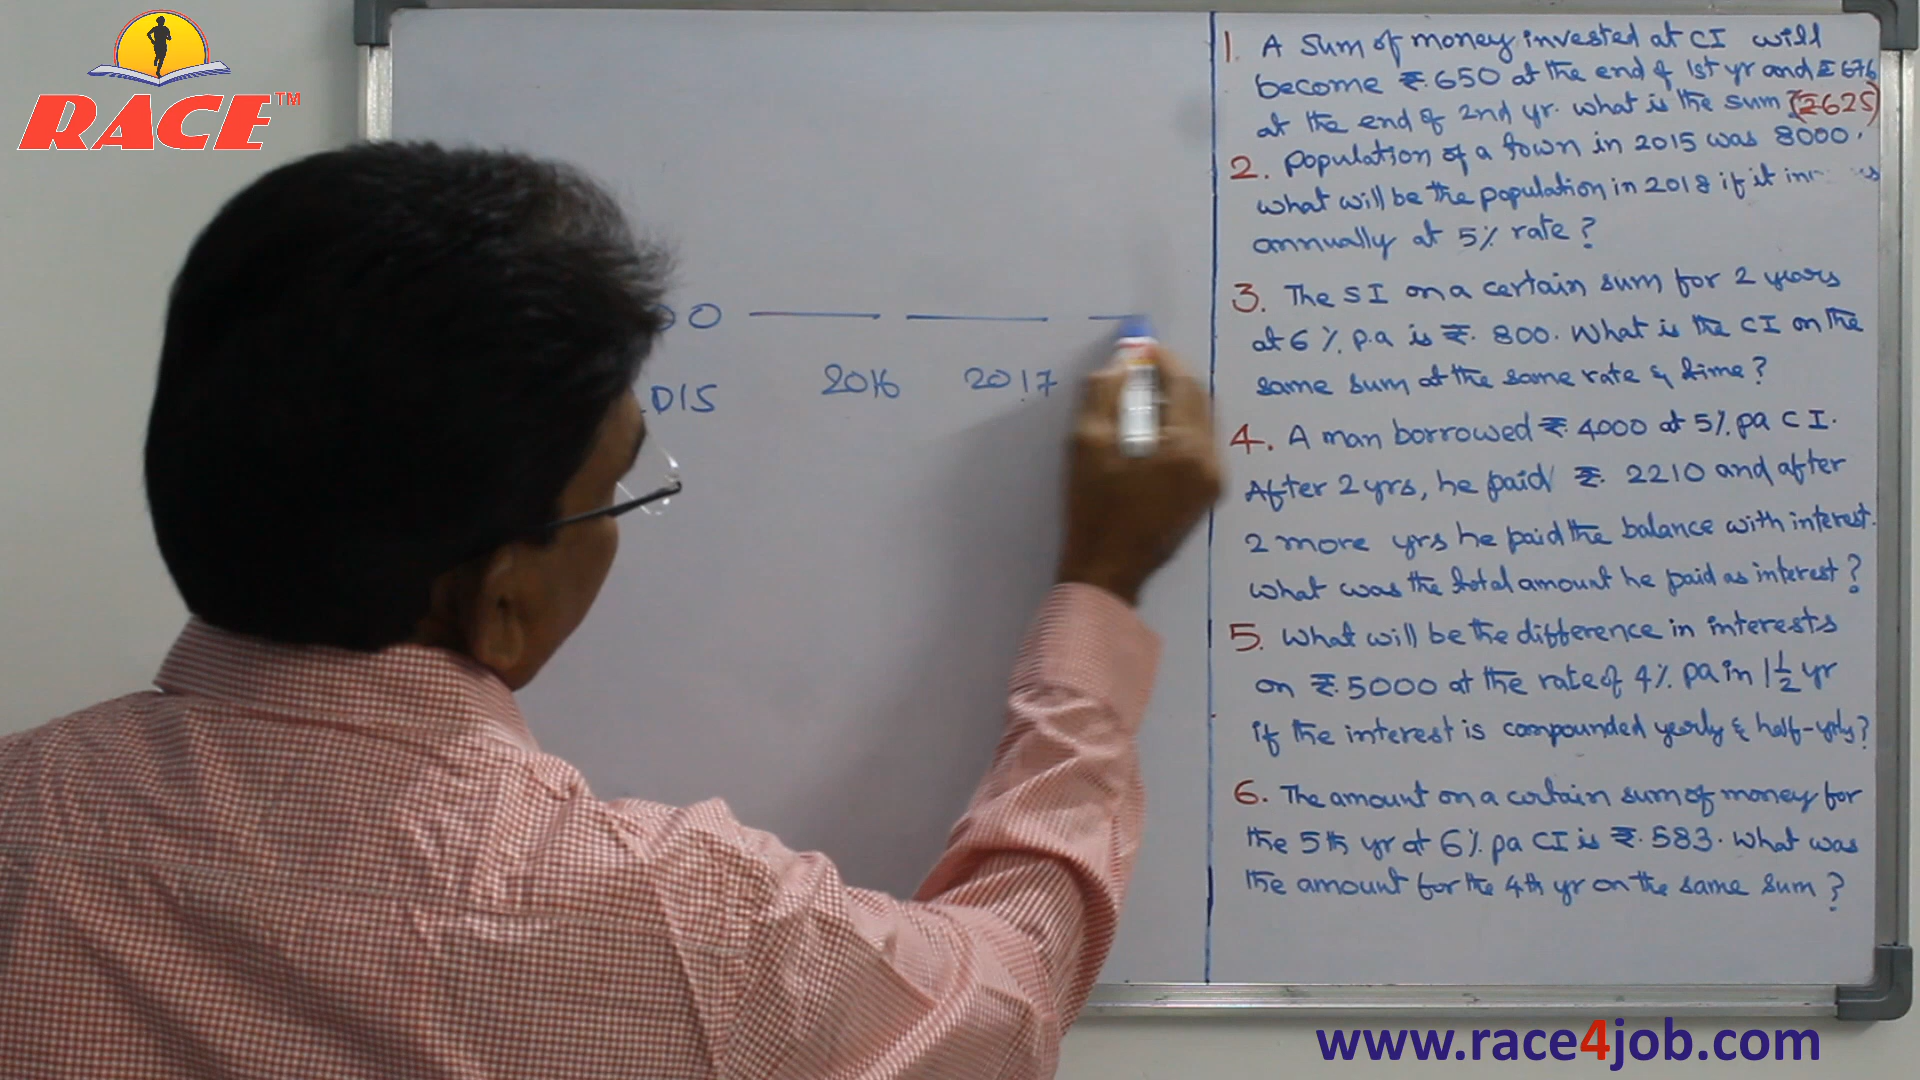 RACE™
00
2015 2016 2017
1. A sum of money invested at CI will
become ₹. 650 at the end of 1st yr and ₹ 676
at the end of 2nd yr. what is the sum? (₹625)
2. population of a town in 2015 was 8000.
what will be the population in 2018 if it
annually at 5% rate?
3. The SI on a certain sum for 2 years
at 6%. p.a is ₹. 800. What is the CI on the
same sum at the same rate & time?
4. A man borrowed ₹. 4000 at 5% pa CI.
After 2 yrs, he paid ₹. 2210 and after
2 more yrs he paid the balance with interest.
what was the total amount he paid as interest?
5. What will be the difference in interests
on ₹. 5000 at the rate of 4% pa in 1½ yr
if the interest is compounded yearly & half-yrly?
6. The amount on a certain sum of money for
the 5th yr at 6% pa CI is ₹. 583. What was
the amount for the 4th yr on the same sum?
www.race4job.com